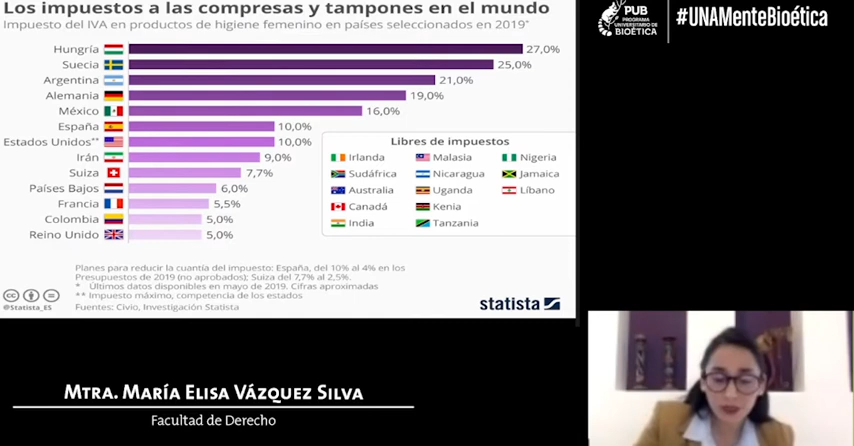 Los impuestos a las compresas y tampones en el mundo
Impuesto del IVA en productos de higiene femenino en países seleccionados en 2019*
Hungría 27,0%
Suecia 25,0%
Argentina 21,0%
Alemania 19,0%
México 16,0%
España 10,0%
Estados Unidos** 10,0%
Irán 9,0%
Suiza 7,7%
Países Bajos 6,0%
Francia 5,5%
Colombia 5,0%
Reino Unido 5,0%
Libres de impuestos
Irlanda Malasia Nigeria
Sudáfrica Nicaragua Jamaica
Australia Uganda Líbano
Canadá Kenia
India Tanzania
Planes para reducir la cuantía del impuesto: España, del 10% al 4% en los
Presupuestos de 2019 (no aprobados); Suiza del 7,7% al 2,5%.
* Últimos datos disponibles en mayo de 2019. Cifras aproximadas
** Impuesto máximo, competencia de los estados
Fuentes: Civio, Investigación Statista
cc
@Statista_ES
statista
PUB
PROGRAMA
UNIVERSITARIO
DE BIOÉTICA
#UNAMenteBioética
Mtra. María Elisa Vázquez Silva
Facultad de Derecho